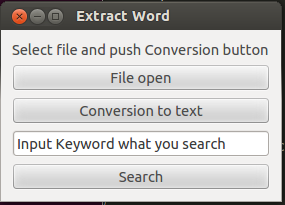 Extract Word
Select file and push Conversion button
File open
Conversion to text
Input Keyword what you search
Search